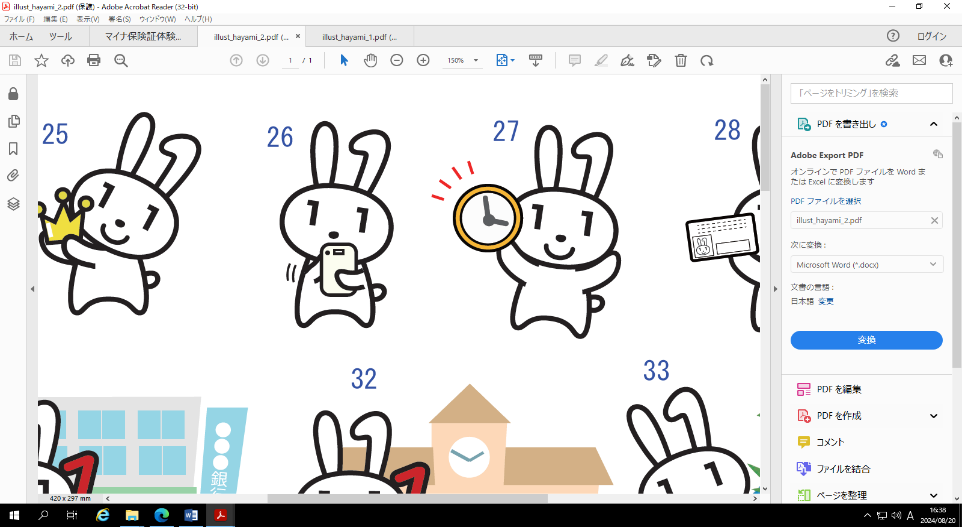 illust_hayami_2.pdf (保護) - Adobe Acrobat Reader (32-bit)
ファイル(F) 編集(E) 表示(V) 署名(S) ウィンドウ(W) ヘルプ(H)
ホーム ツール マイナ保険証体験... illust_hayami_2.pdf (... × illust_hayami_1.pdf (... ログイン
1 / 1 150%
「ページをトリミング」を検索
PDF を書き出し
Adobe Export PDF
オンラインで PDF ファイルを Word ま
たは Excel に変換します
PDF ファイルを選択
illust_hayami_2.pdf
次に変換 :
Microsoft Word (*.docx)
文書の言語 :
日本語 変更
変換
PDF を編集
PDF を作成
コメント
ファイルを結合
ページを整理
25
26
27
28
32
33
銀行
420 x 297 mm
A
16:38
2024/08/20